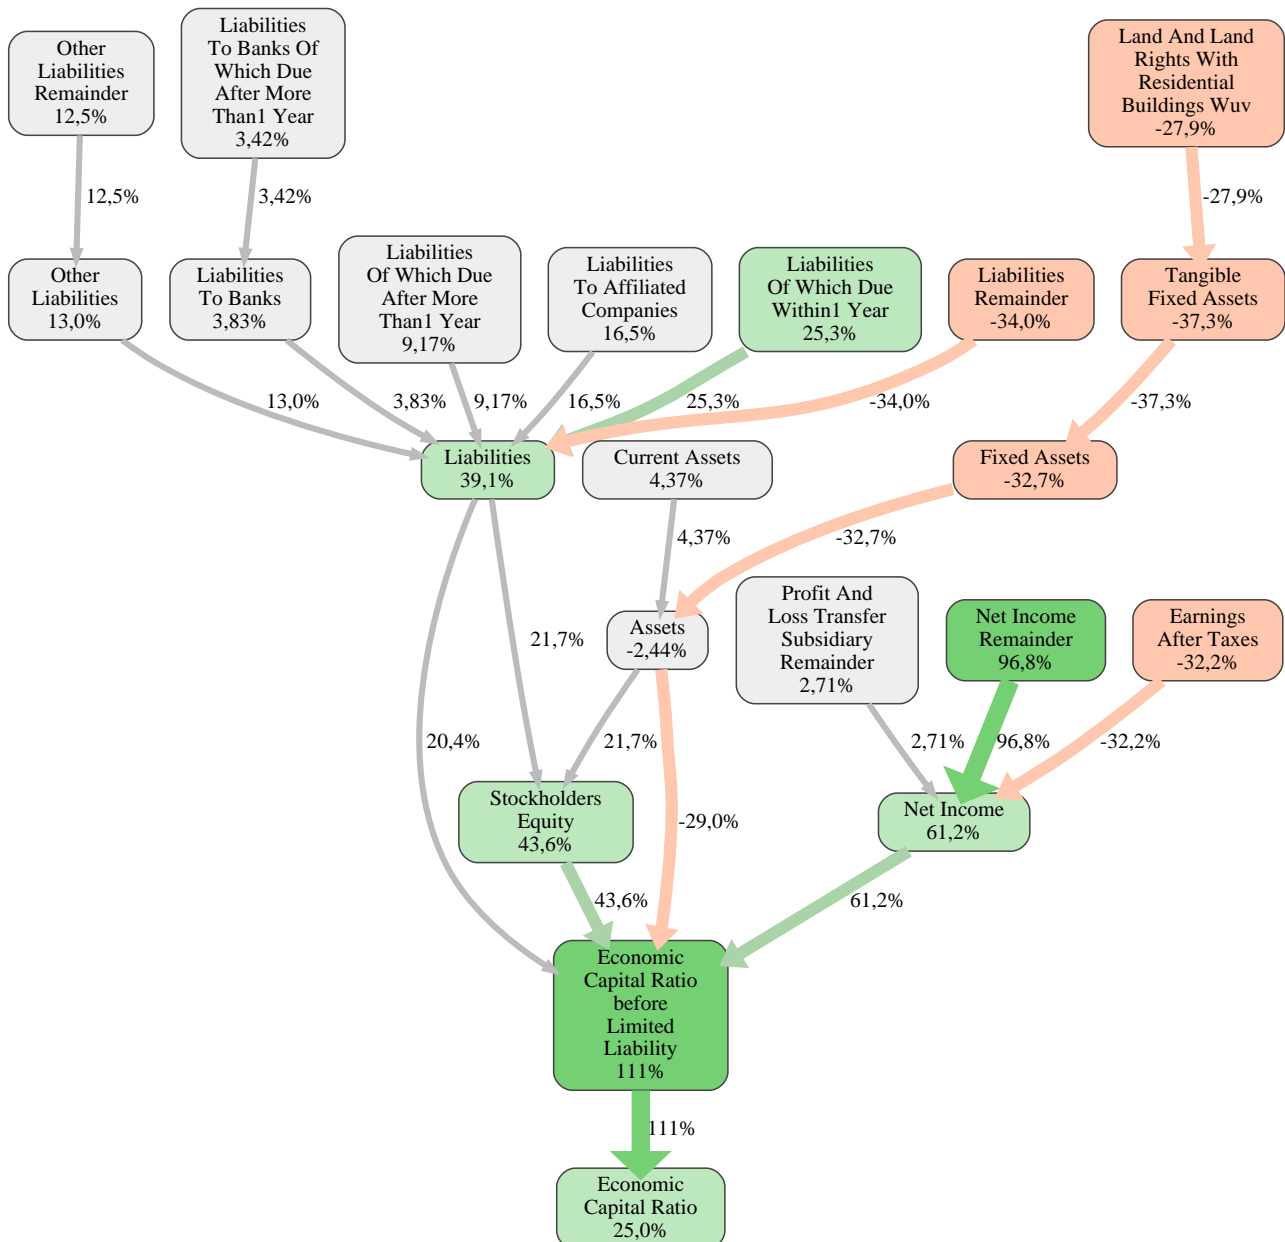 Other
Liabilities
Remainder
12,5%
Liabilities
To Banks Of
Which Due
After More
Than1 Year
3,42%
Land And Land
Rights With
Residential
Buildings Wuv
-27,9%
12,5%
3,42%
-27,9%
Other
Liabilities
13,0%
Liabilities
To Banks
3,83%
Liabilities
Of Which Due
After More
Than1 Year
9,17%
Liabilities
To Affiliated
Companies
16,5%
Liabilities
Of Which Due
Within1 Year
25,3%
Liabilities
Remainder
-34,0%
Tangible
Fixed Assets
-37,3%
13,0%
3,83%
9,17%
16,5%
25,3%
-34,0%
-37,3%
Liabilities
39,1%
Current Assets
4,37%
Fixed Assets
-32,7%
4,37%
-32,7%
21,7%
Assets
-2,44%
Profit And
Loss Transfer
Subsidiary
Remainder
2,71%
Net Income
Remainder
96,8%
Earnings
After Taxes
-32,2%
20,4%
21,7%
2,71%
96,8%
-32,2%
Stockholders
Equity
43,6%
-29,0%
Net Income
61,2%
43,6%
61,2%
Economic
Capital Ratio
before
Limited
Liability
111%
111%
Economic
Capital Ratio
25,0%